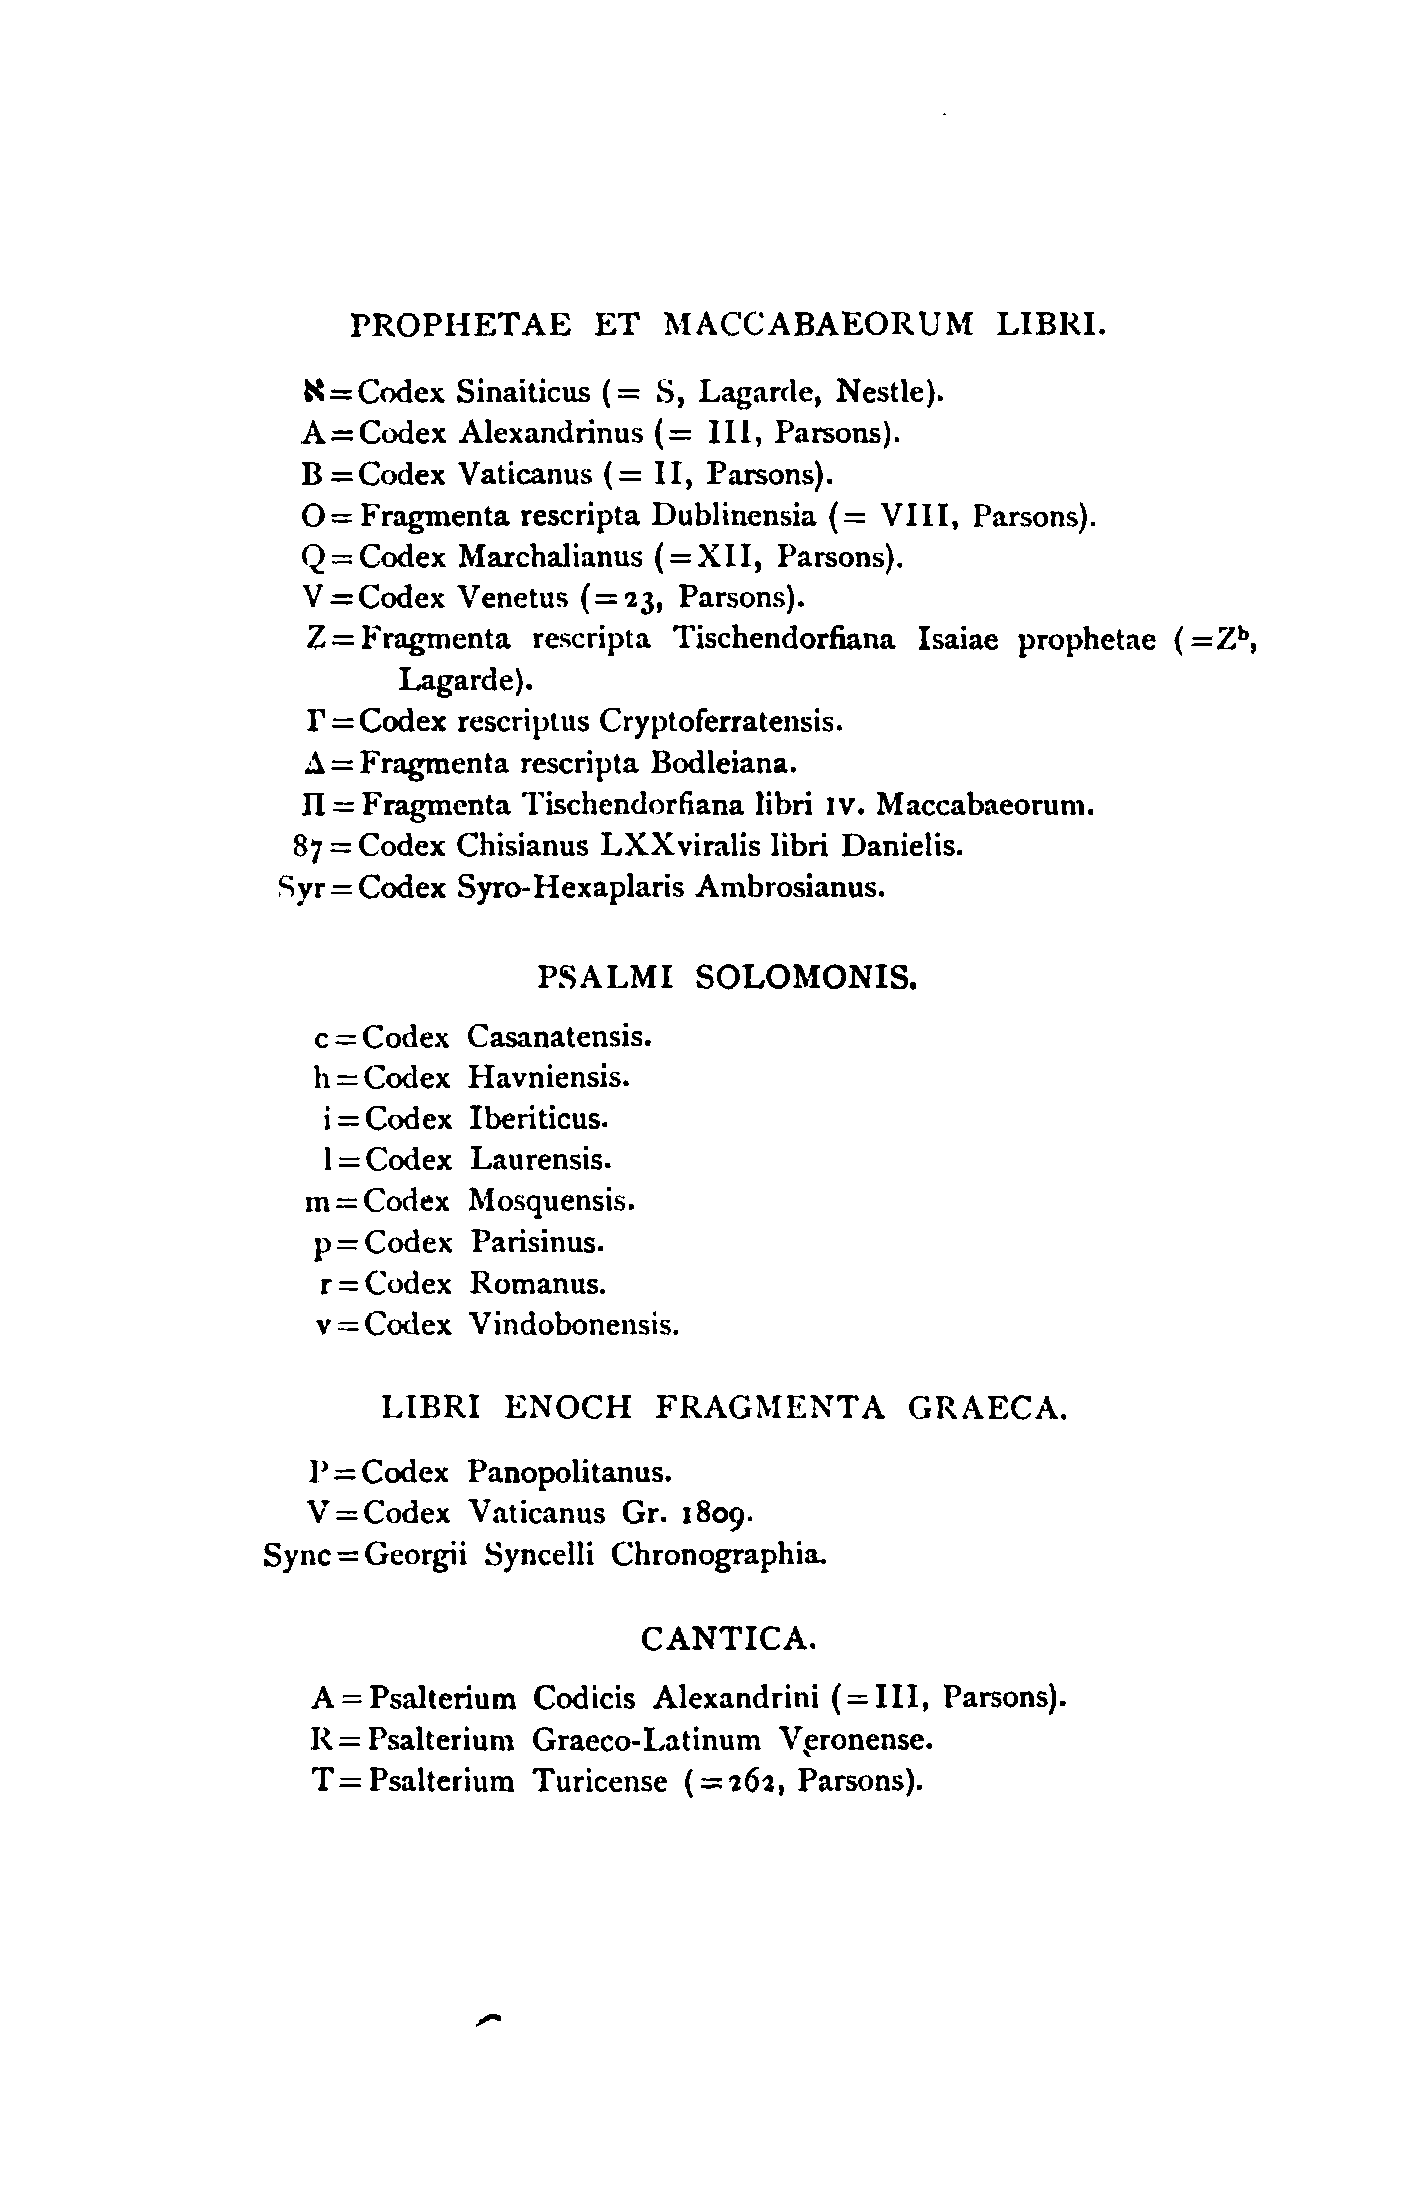 PROPHETAE ET MACCABAEORUM LIBRI.
א=Codex Sinaiticus (= S, Lagarde, Nestle).
A=Codex Alexandrinus (= III, Parsons).
B=Codex Vaticanus (= II, Parsons).
O=Fragmenta rescripta Dublinensia (= VIII, Parsons).
Q=Codex Marchalianus (=XII, Parsons).
V=Codex Venetus (=23, Parsons).
Z=Fragmenta rescripta Tischendorfiana Isaiae prophetae (=Zᵇ,
Lagarde).
Γ=Codex rescriptus Cryptoferratensis.
Δ=Fragmenta rescripta Bodleiana.
Π=Fragmenta Tischendorfiana libri IV. Maccabaeorum.
87=Codex Chisianus LXXviralis libri Danielis.
Syr=Codex Syro-Hexaplaris Ambrosianus.
PSALMI SOLOMONIS.
c=Codex Casanatensis.
h=Codex Havniensis.
i=Codex Iberiticus.
l=Codex Laurensis.
m=Codex Mosquensis.
p=Codex Parisinus.
r=Codex Romanus.
v=Codex Vindobonensis.
LIBRI ENOCH FRAGMENTA GRAECA.
P=Codex Panopolitanus.
V=Codex Vaticanus Gr. 1809.
Sync=Georgii Syncelli Chronographia.
CANTICA.
A=Psalterium Codicis Alexandrini (=III, Parsons).
R=Psalterium Graeco-Latinum Veronense.
T=Psalterium Turicense (=262, Parsons).